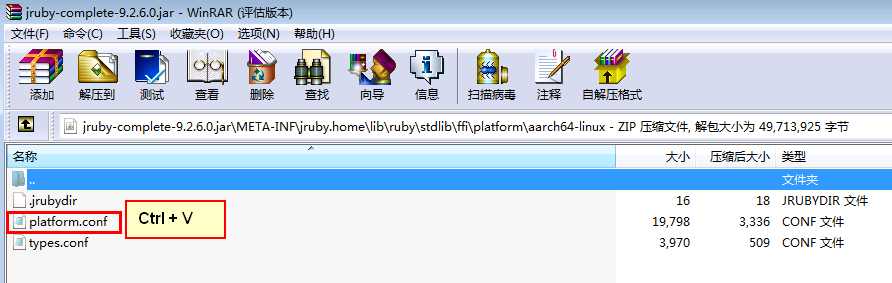 jruby-complete-9.2.6.0.jar - WinRAR (评估版本)
文件(F) 命令(C) 工具(S) 收藏夹(O) 选项(N) 帮助(H)
添加 解压到 测试 查看 删除 查找 向导 信息 扫描病毒 注释 自解压格式
jruby-complete-9.2.6.0.jar\META-INF\jruby.home\lib\ruby\stdlib\ffi\platform\aarch64-linux - ZIP 压缩文件, 解包大小为 49,713,925 字节
名称 大小 压缩后大小 类型
.. 文件夹
.jrubydir 16 18 JRUBYDIR 文件
platform.conf Ctrl + V 19,798 3,336 CONF 文件
types.conf 3,970 509 CONF 文件